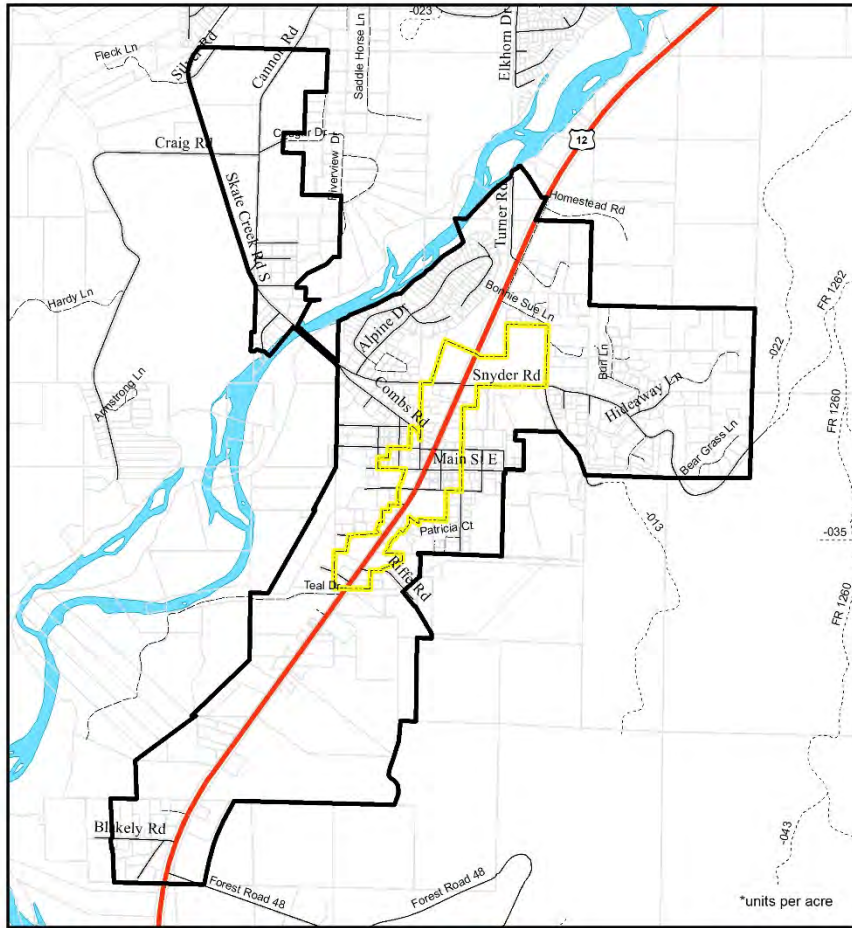 -023
Fleck Ln
Silver Rd
Cannon Rd
Saddle Horse Ln
Elkhorn Dr
12
Craig Rd
Cougar Dr
Riverview Dr
Skate Creek Rd S
Turner Rd
Homestead Rd
Hardy Ln
Bonnie Sue Ln
Alpine Dr
FR 1262
-022
Snyder Rd
Combs Rd
Hideaway Ln
Armstrong Ln
FR 1260
Bear Grass Ln
Main St E
-013
Patricia Ct
-035
Teal Dr
Riffe Rd
FR 1260
Blakely Rd
-043
Forest Road 48
Forest Road 48
*units per acre